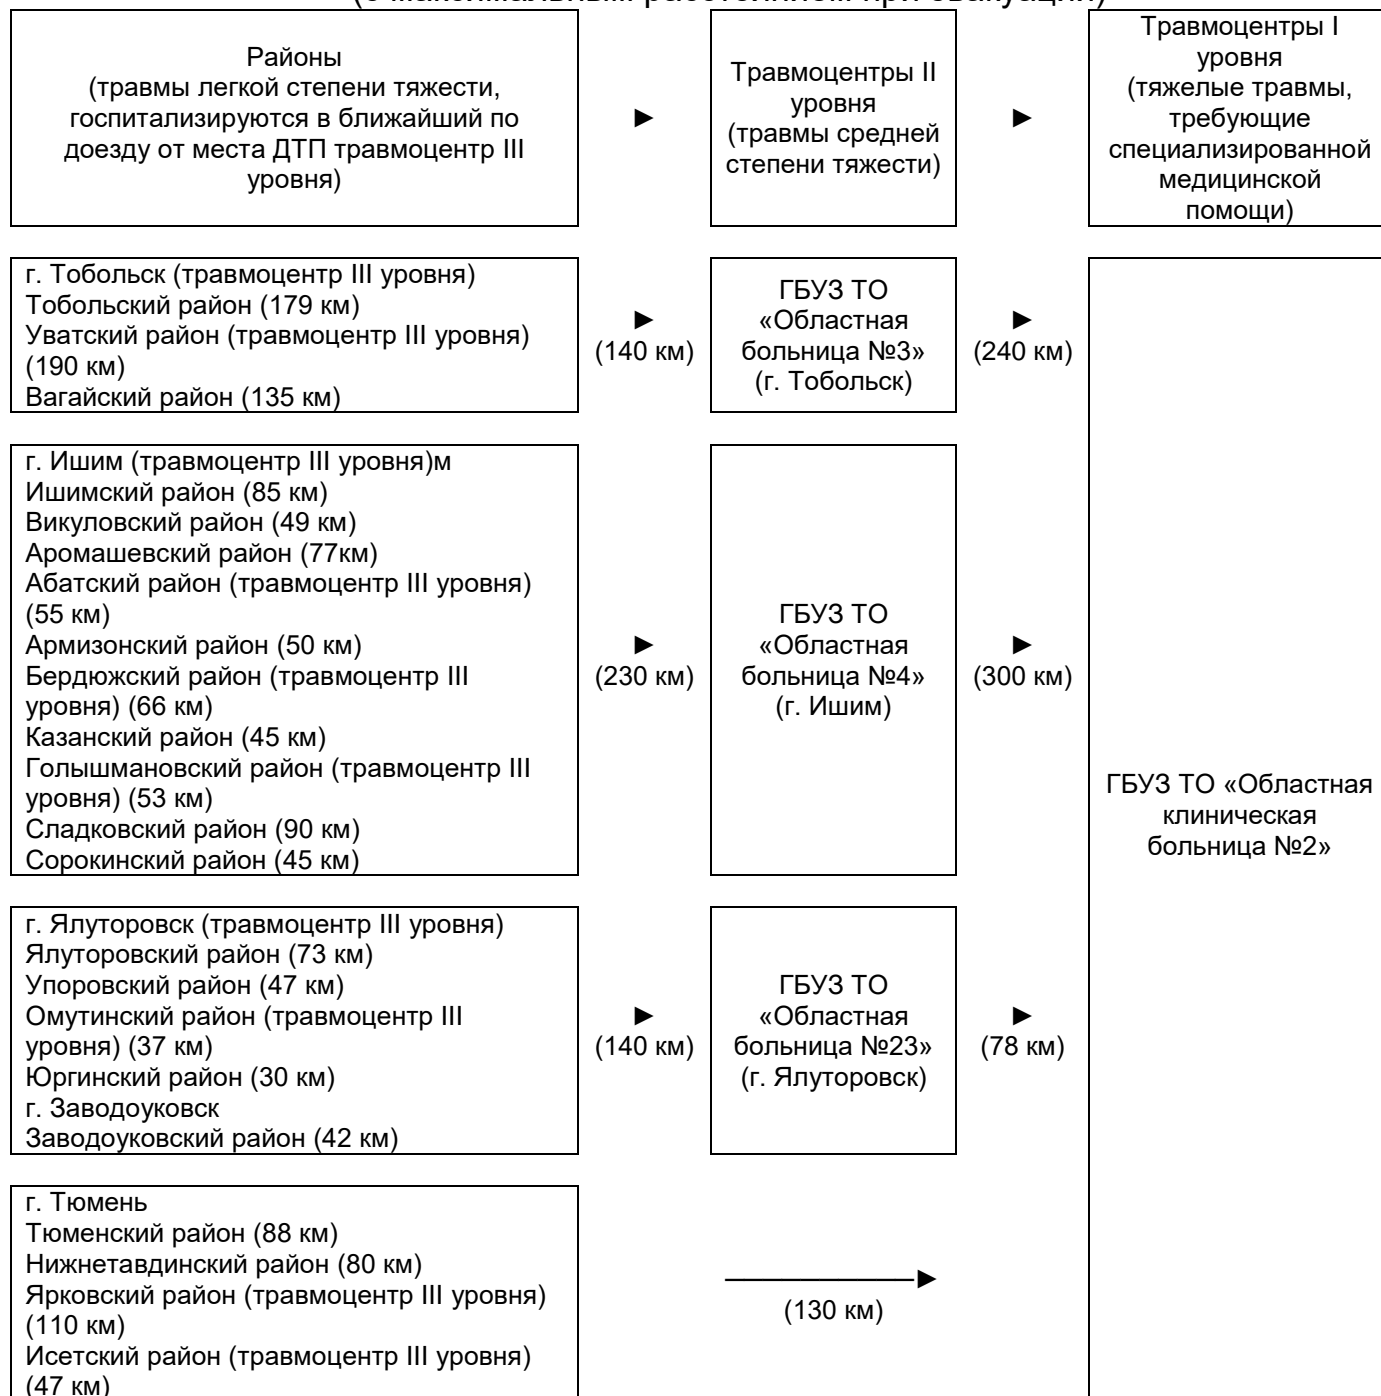 (с максимальным расстоянием при эвакуации)
Районы
(травмы легкой степени тяжести,
госпитализируются в ближайший по
доезду от места ДТП травмоцентр III
уровня)
►
Травмоцентры II
уровня
(травмы средней
степени тяжести)
►
Травмоцентры I
уровня
(тяжелые травмы,
требующие
специализированной
медицинской
помощи)
г. Тобольск (травмоцентр III уровня)
Тобольский район (179 км)
Уватский район (травмоцентр III уровня)
(190 км)
Вагайский район (135 км)
►
(140 км)
ГБУЗ ТО
«Областная
больница №3»
(г. Тобольск)
►
(240 км)
г. Ишим (травмоцентр III уровня)м
Ишимский район (85 км)
Викуловский район (49 км)
Аромашевский район (77км)
Абатский район (травмоцентр III уровня)
(55 км)
Армизонский район (50 км)
Бердюжский район (травмоцентр III
уровня) (66 км)
Казанский район (45 км)
Голышмановский район (травмоцентр III
уровня) (53 км)
Сладковский район (90 км)
Сорокинский район (45 км)
►
(230 км)
ГБУЗ ТО
«Областная
больница №4»
(г. Ишим)
►
(300 км)
ГБУЗ ТО «Областная
клиническая
больница №2»
г. Ялуторовск (травмоцентр III уровня)
Ялуторовский район (73 км)
Упоровский район (47 км)
Омутинский район (травмоцентр III
уровня) (37 км)
Юргинский район (30 км)
г. Заводоуковск
Заводоуковский район (42 км)
►
(140 км)
ГБУЗ ТО
«Областная
больница №23»
(г. Ялуторовск)
►
(78 км)
г. Тюмень
Тюменский район (88 км)
Нижнетавдинский район (80 км)
Ярковский район (травмоцентр III уровня)
(110 км)
Исетский район (травмоцентр III уровня)
(47 км)
(130 км)